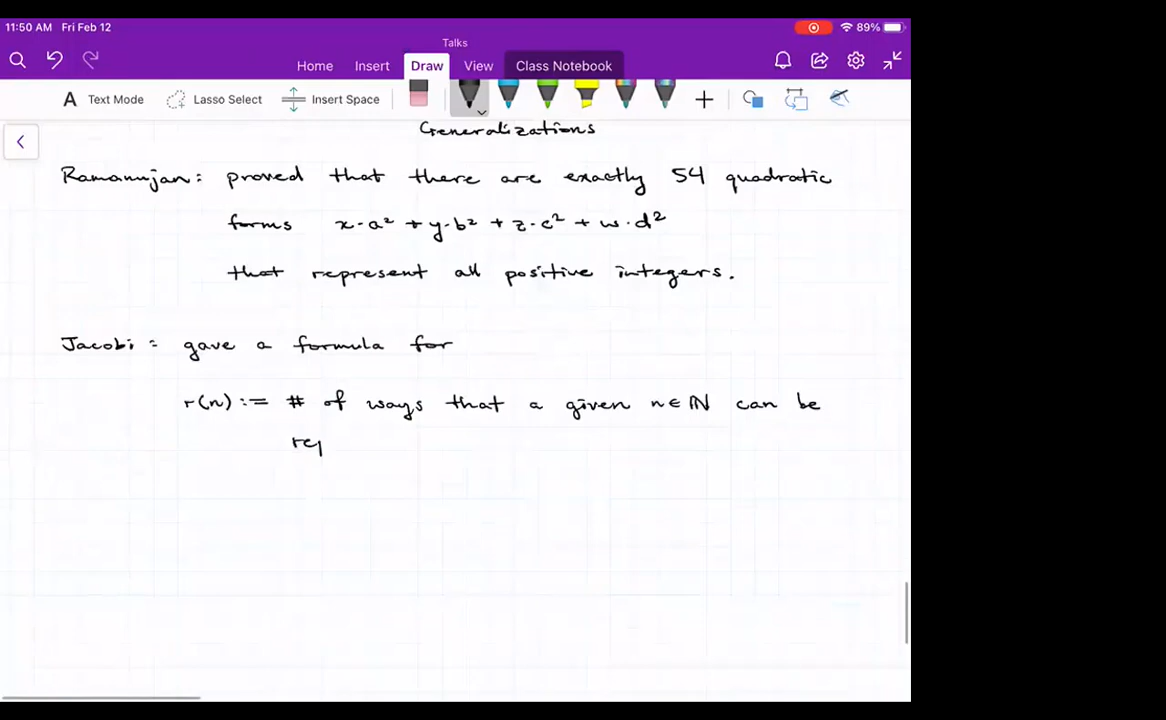 11:50 AM Fri Feb 12
89%
Talks
Home Insert Draw View Class Notebook
Text Mode Lasso Select Insert Space
Generalizations
Ramanujan: proved that there are exactly 54 quadratic
forms x·a² + y·b² + z·c² + w·d²
that represent all positive integers.
Jacobi: gave a formula for
r(n) := # of ways that a given n ∈ ℕ can be
rep